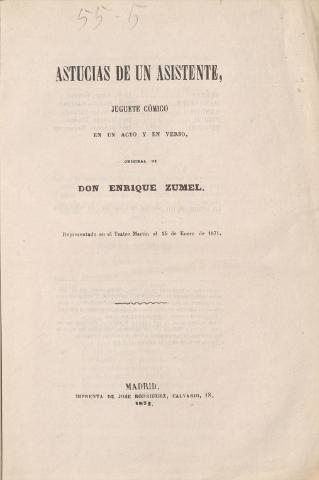 55-5
ASTUCIAS DE UN ASISTENTE,
JUGUETE CÓMICO
EN UN ACTO Y EN VERSO,
ORIGINAL DE
DON ENRIQUE ZUMEL.
Representado en el Teatro Martin el 25 de Enero de 1871.
MADRID.
IMPRENTA DE JOSÉ RODRIGUEZ, CALVARIO, 18.
1871.